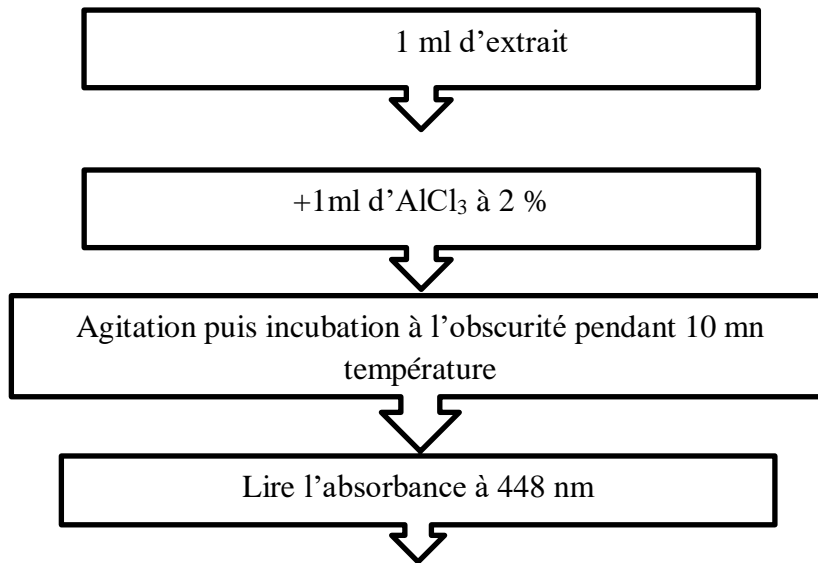 1 ml d’extrait
+1ml d’AlCl₃ à 2 %
Agitation puis incubation à l’obscurité pendant 10 mn
température
Lire l’absorbance à 448 nm